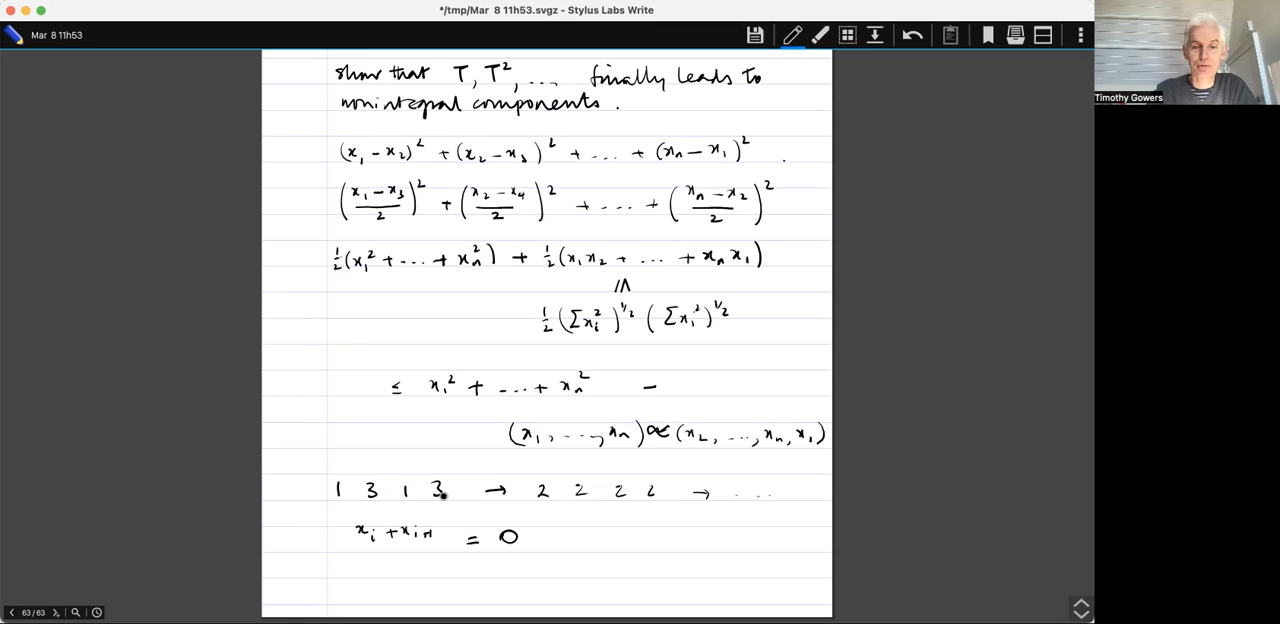 */tmp/Mar 8 11h53.svgz - Stylus Labs Write
Mar 8 11h53
Timothy Gowers
show that T, T², .... finally leads to
nonintegral components.
(x₁ - x₂)² + (x₂ - x₃)² + .... + (xₙ - x₁)².
((x₁ - x₃)/2)² + ((x₂ - x₄)/2)² + .... + ((xₙ - x₂)/2)²
½(x₁² + ... + xₙ²) + ½(x₁x₂ + ... + xₙx₁)
/\
½(Σxᵢ²)^1/2 (Σxᵢ²)^1/2
≤ x₁² + .... + xₙ² -
(x₁, ..., xₙ) ∝ (x₂, ..., xₙ, x₁)
1 3 1 3 → 2 2 2 2 → ....
xᵢ + xᵢ₊₁ = 0
63/63